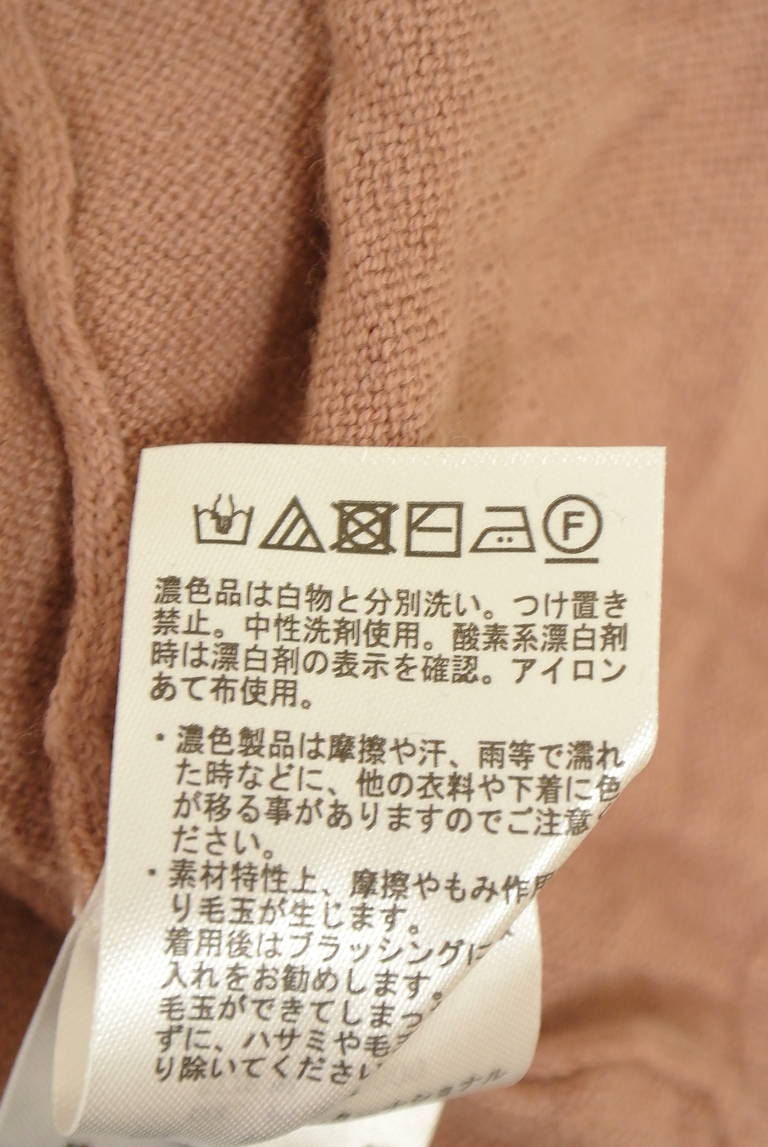 F
濃色品は白物と分別洗い。つけ置き
禁止。中性洗剤使用。酸素系漂白剤
時は漂白剤の表示を確認。アイロン
あて布使用。
・濃色製品は摩擦や汗、雨等で濡れ
た時などに、他の衣料や下着に色
が移る事がありますのでご注意く
ださい。
・素材特性上、摩擦やもみ作用
り毛玉が生じます。
着用後はブラッシングに
入れをお勧めします。
毛玉ができてしまっ
ずに、ハサミや毛
り除いてください
ショナル